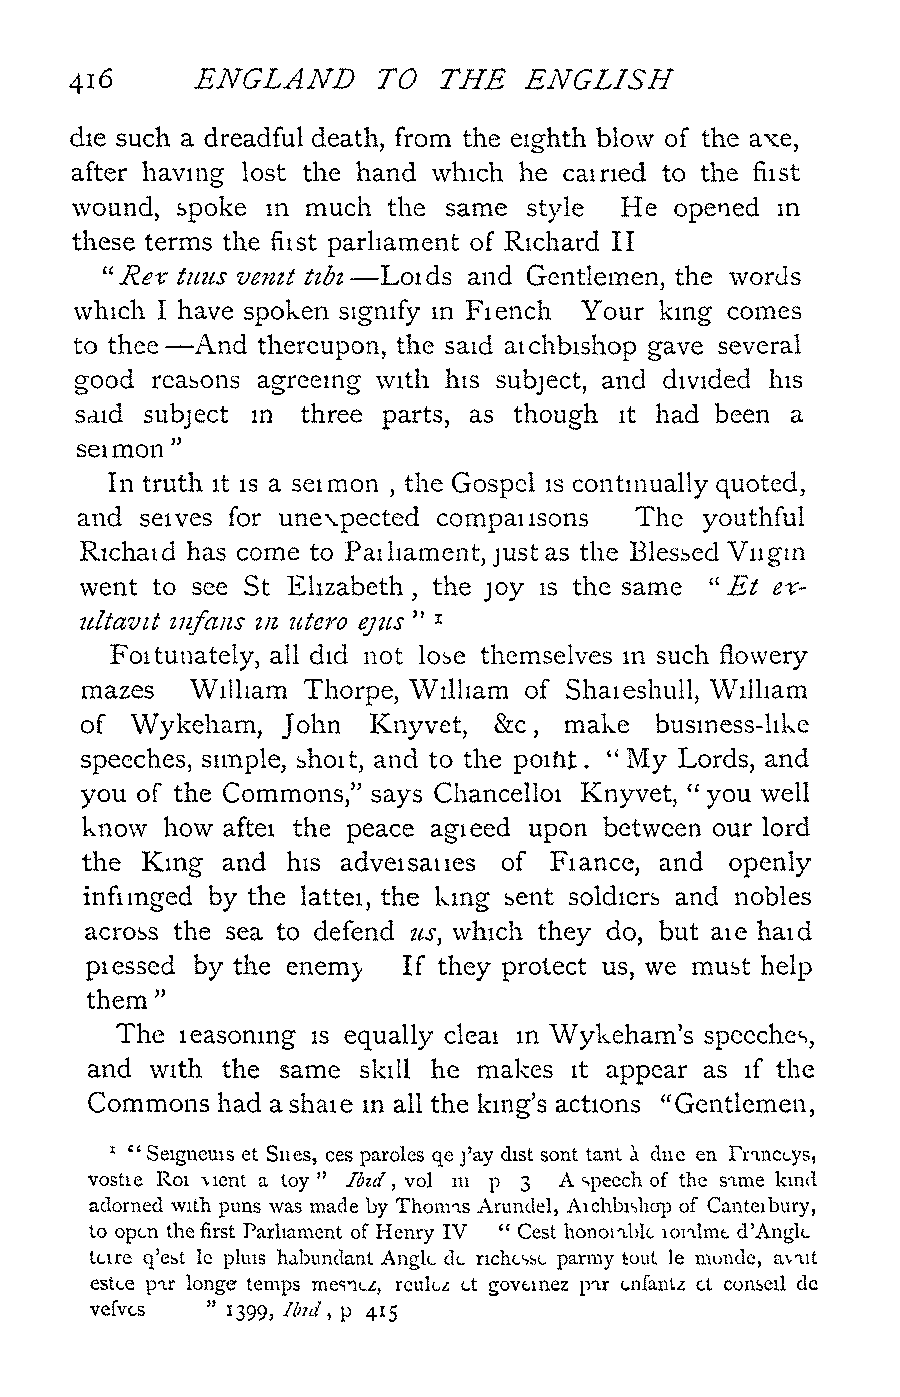 416 ENGLAND TO THE ENGLISH
die such a dreadful death, from the eighth blow of the axe,
after having lost the hand which he carried to the first
wound, spoke in much the same style He opened in
these terms the first parliament of Richard II
"Rex tuus venit tibi—Lords and Gentlemen, the words
which I have spoken signify in French Your king comes
to thee—And thereupon, the said archbishop gave several
good reasons agreeing with his subject, and divided his
said subject in three parts, as though it had been a
sermon"
In truth it is a sermon , the Gospel is continually quoted,
and serves for unexpected comparisons The youthful
Richard has come to Parliament, just as the Blessed Virgin
went to see St Elizabeth , the joy is the same "Et ex-
ultavit infans in utero ejus" 1
Fortunately, all did not lose themselves in such flowery
mazes William Thorpe, William of Shareshull, William
of Wykeham, John Knyvet, &c , make business-like
speeches, simple, short, and to the point. "My Lords, and
you of the Commons," says Chancellor Knyvet, "you well
know how after the peace agreed upon between our lord
the King and his adversaries of France, and openly
infringed by the latter, the king sent soldiers and nobles
across the sea to defend us, which they do, but are hard
pressed by the enemy If they protect us, we must help
them"
The reasoning is equally clear in Wykeham's speeches,
and with the same skill he makes it appear as if the
Commons had a share in all the king's actions "Gentlemen,
1 "Seigneurs et Sires, ces paroles qe j'ay dist sont tant à dire en Franceys,
vostre Roi vient a toy" Ibid , vol iii p 3 A speech of the same kind
adorned with puns was made by Thomas Arundel, Archbishop of Canterbury,
to open the first Parliament of Henry IV "Cest honorable roialme d'Angle
terre q'est le pluis habundant Angle de richesse parmy tout le monde, avait
estee par longe temps mesnez, reulez et governez par enfantz et conseil de
vefves " 1399, Ibid , p 415